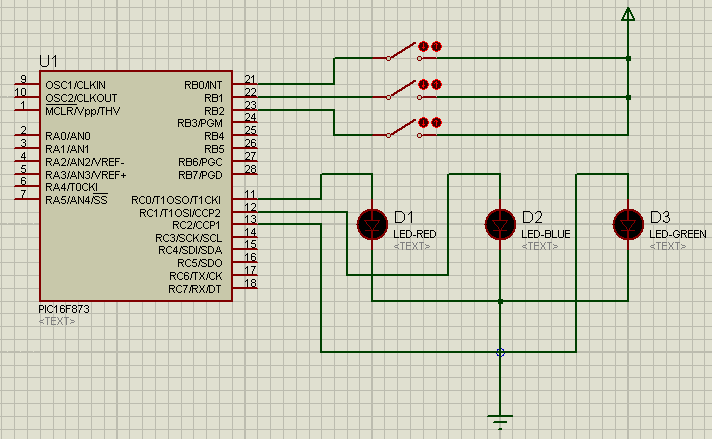 U1
9 OSC1/CLKIN RB0/INT 21
10 OSC2/CLKOUT RB1 22
1 MCLR/Vpp/THV RB2 23
RB3/PGM 24
2 RA0/AN0 RB4 25
3 RA1/AN1 RB5 26
4 RA2/AN2/VREF- RB6/PGC 27
5 RA3/AN3/VREF+ RB7/PGD 28
6 RA4/T0CKI
7 RA5/AN4/SS RC0/T1OSO/T1CKI 11
RC1/T1OSI/CCP2 12
RC2/CCP1 13
RC3/SCK/SCL 14
RC4/SDI/SDA 15
RC5/SDO 16
RC6/TX/CK 17
RC7/RX/DT 18
PIC16F873
<TEXT>
D1
LED-RED
<TEXT>
D2
LED-BLUE
<TEXT>
D3
LED-GREEN
<TEXT>